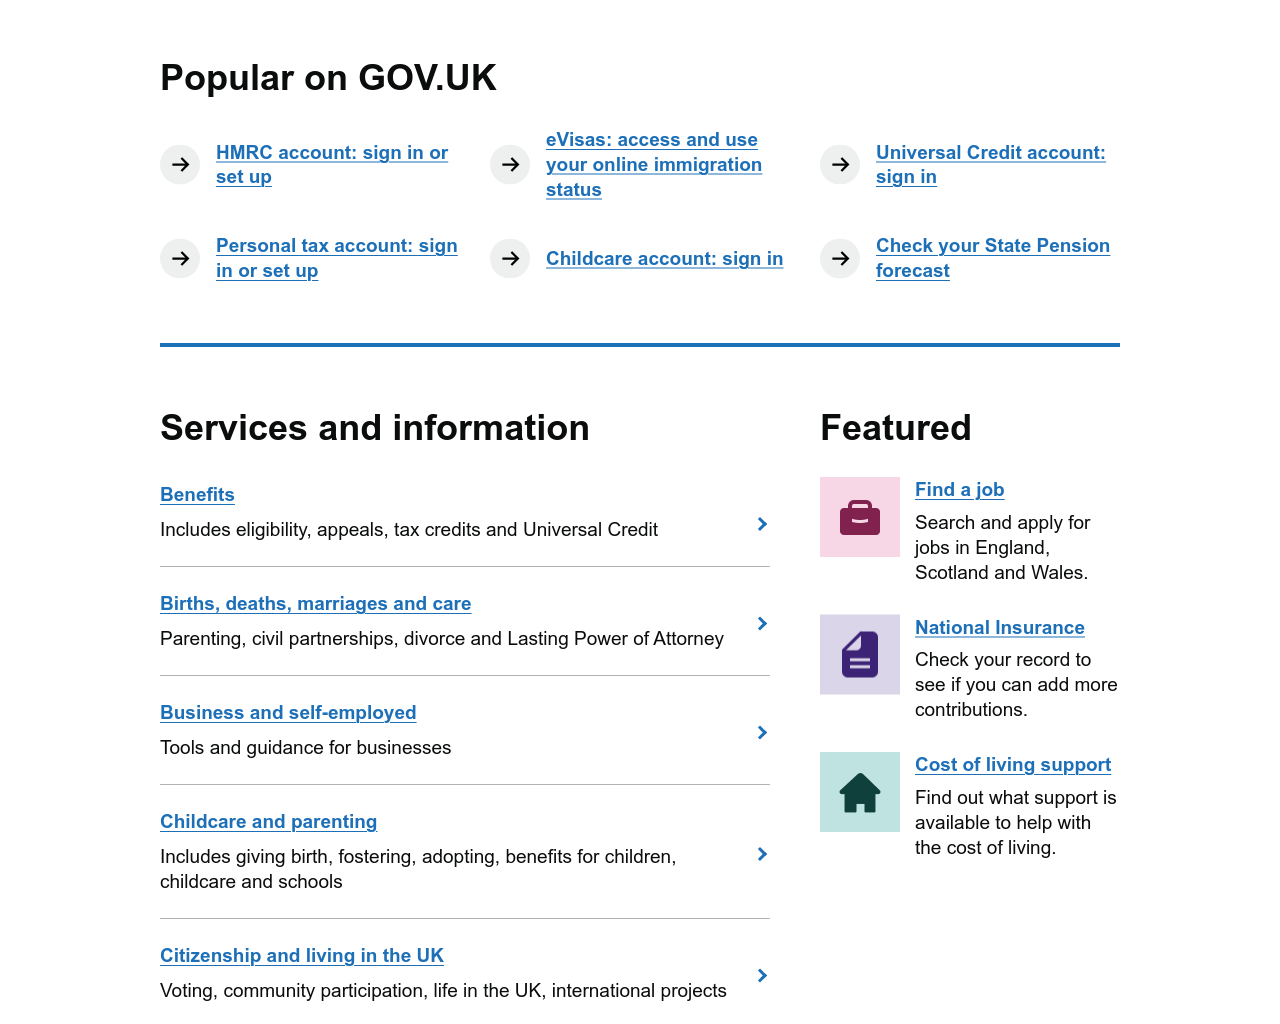 Popular on GOV.UK
HMRC account: sign in or
set up
eVisas: access and use
your online immigration
status
Universal Credit account:
sign in
Personal tax account: sign
in or set up
Childcare account: sign in
Check your State Pension
forecast
Services and information
Benefits
Includes eligibility, appeals, tax credits and Universal Credit
Births, deaths, marriages and care
Parenting, civil partnerships, divorce and Lasting Power of Attorney
Business and self-employed
Tools and guidance for businesses
Childcare and parenting
Includes giving birth, fostering, adopting, benefits for children,
childcare and schools
Citizenship and living in the UK
Voting, community participation, life in the UK, international projects
Featured
Find a job
Search and apply for
jobs in England,
Scotland and Wales.
National Insurance
Check your record to
see if you can add more
contributions.
Cost of living support
Find out what support is
available to help with
the cost of living.